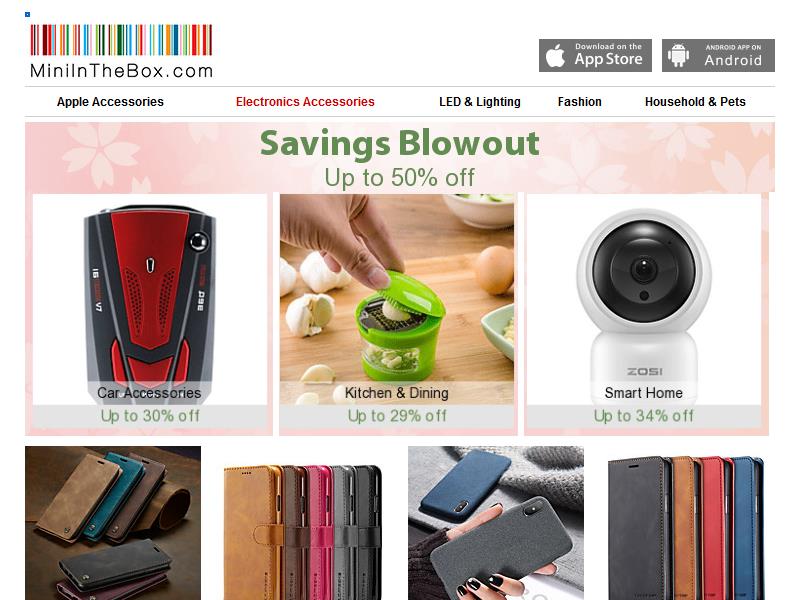 MiniInTheBox.com
Download on the
App Store
ANDROID APP ON
Android
Apple Accessories
Electronics Accessories
LED & Lighting
Fashion
Household & Pets
Savings Blowout
Up to 50% off
Car Accessories
Up to 30% off
Kitchen & Dining
Up to 29% off
ZOSI
Smart Home
Up to 34% off